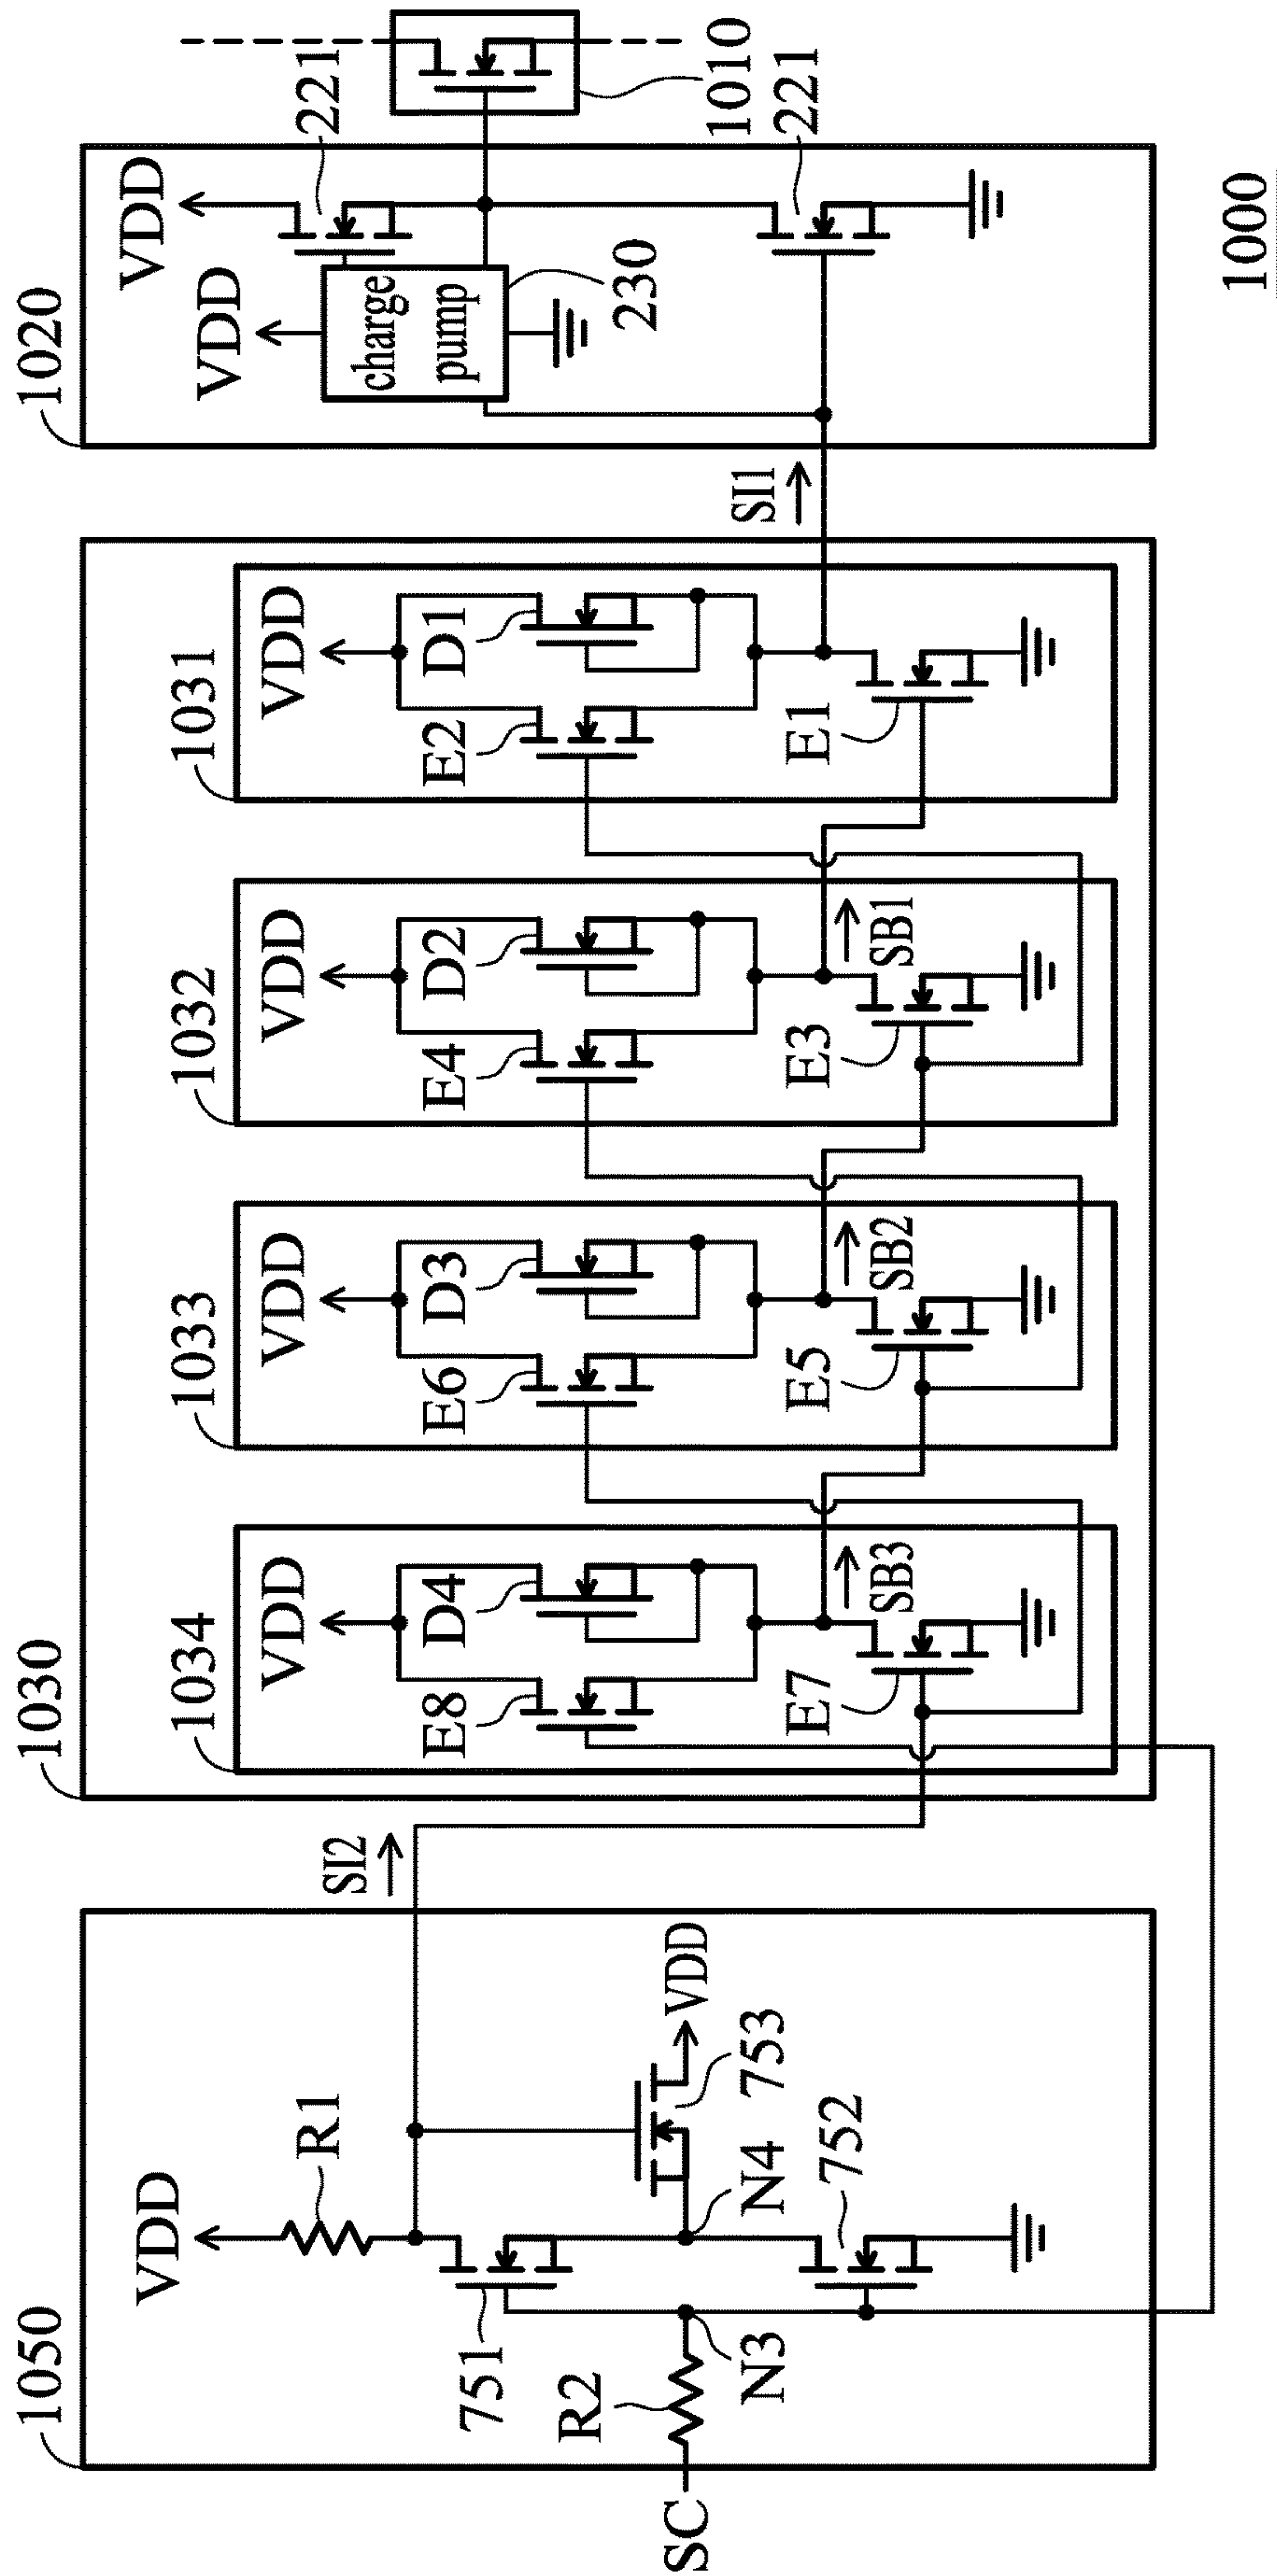 1050
VDD
R1
751
R2
SC
N3
N4
752
753
VDD
SI2
1030
1034
VDD
E8
D4
E7
SB3
1033
VDD
E6
D3
E5
SB2
1032
VDD
E4
D2
E3
SB1
1031
VDD
E2
D1
E1
SI1
1020
VDD
VDD
221
charge
pump
230
221
1010
1000